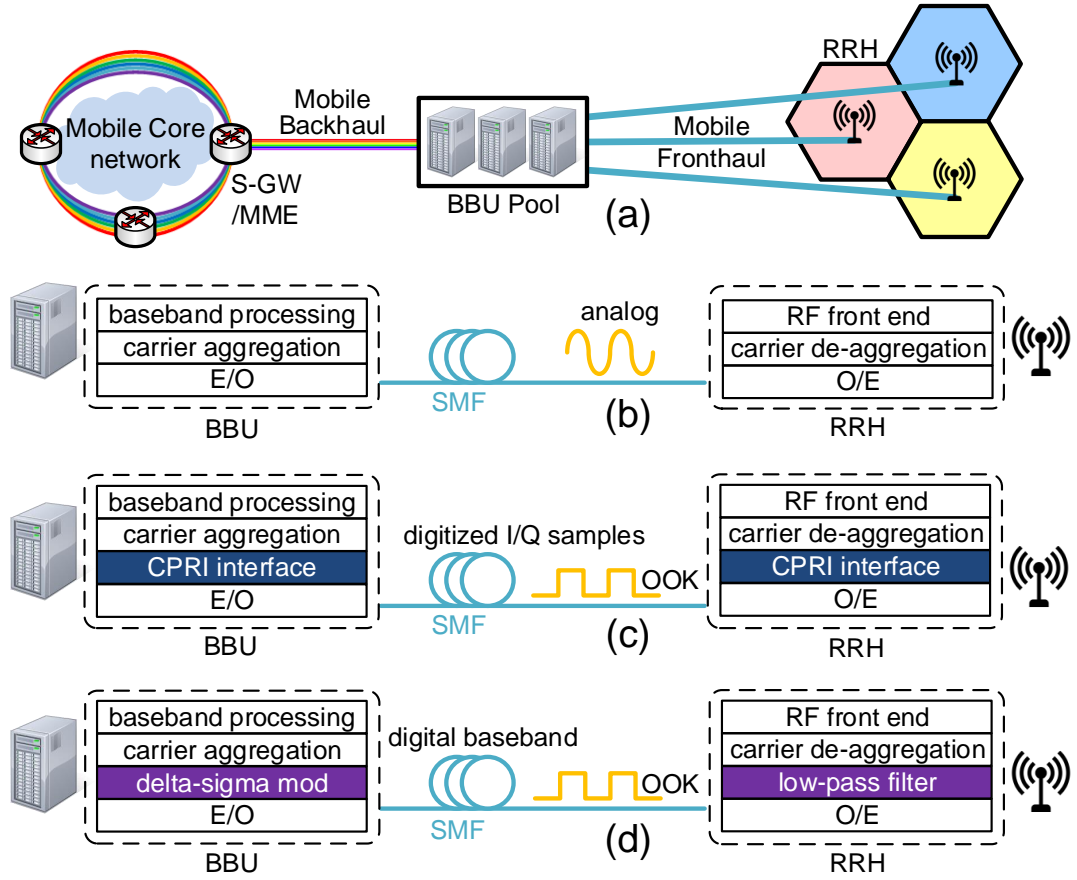 RRH
Mobile Core
network
Mobile
Backhaul
Mobile
Fronthaul
S-GW
/MME
BBU Pool
(a)
baseband processing
carrier aggregation
E/O
BBU
SMF
analog
(b)
RF front end
carrier de-aggregation
O/E
RRH
baseband processing
carrier aggregation
CPRI interface
E/O
BBU
digitized I/Q samples
OOK
SMF
(c)
RF front end
carrier de-aggregation
CPRI interface
O/E
RRH
baseband processing
carrier aggregation
delta-sigma mod
E/O
BBU
digital baseband
OOK
SMF
(d)
RF front end
carrier de-aggregation
low-pass filter
O/E
RRH